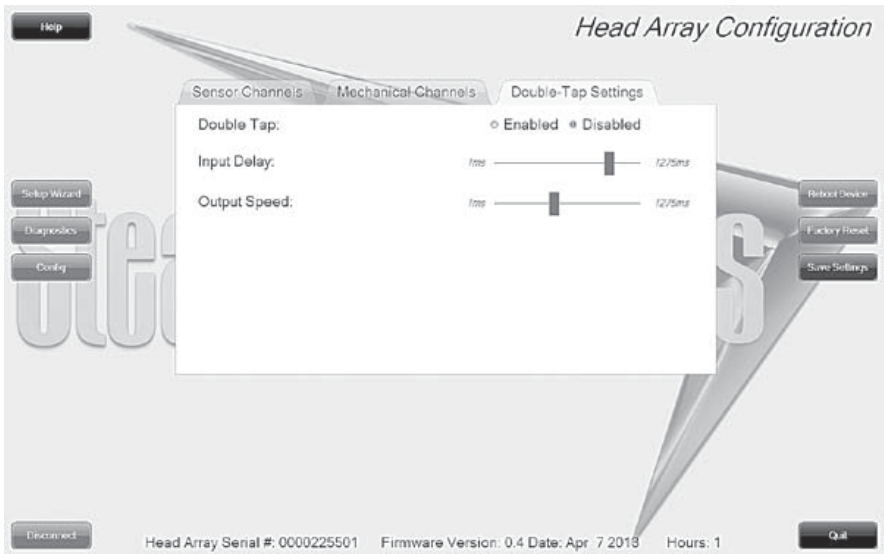 Help
Head Array Configuration
Sensor Channels Mechanical Channels Double-Tap Settings
Double Tap: Enabled Disabled
Input Delay: 1ms 1275ms
Output Speed: 1ms 1275ms
Setup Wizard
Diagnostics
Config
Reboot Device
Factory Reset
Save Settings
Disconnect
Head Array Serial #: 0000225501 Firmware Version: 0.4 Date: Apr 7 2013 Hours: 1
Quit